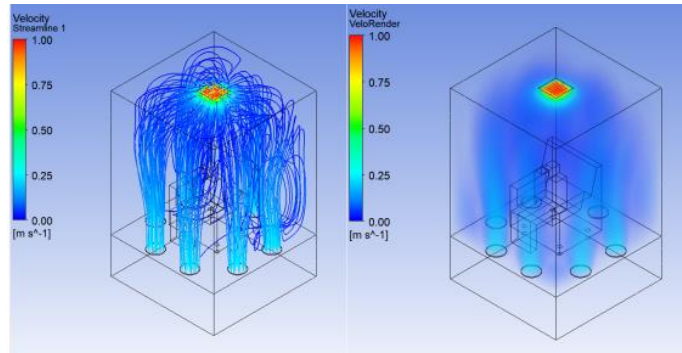 Velocity
Streamline 1
1.00
0.75
0.50
0.25
0.00
[m s^-1]
Velocity
VeloRender
1.00
0.75
0.50
0.25
0.00
[m s^-1]